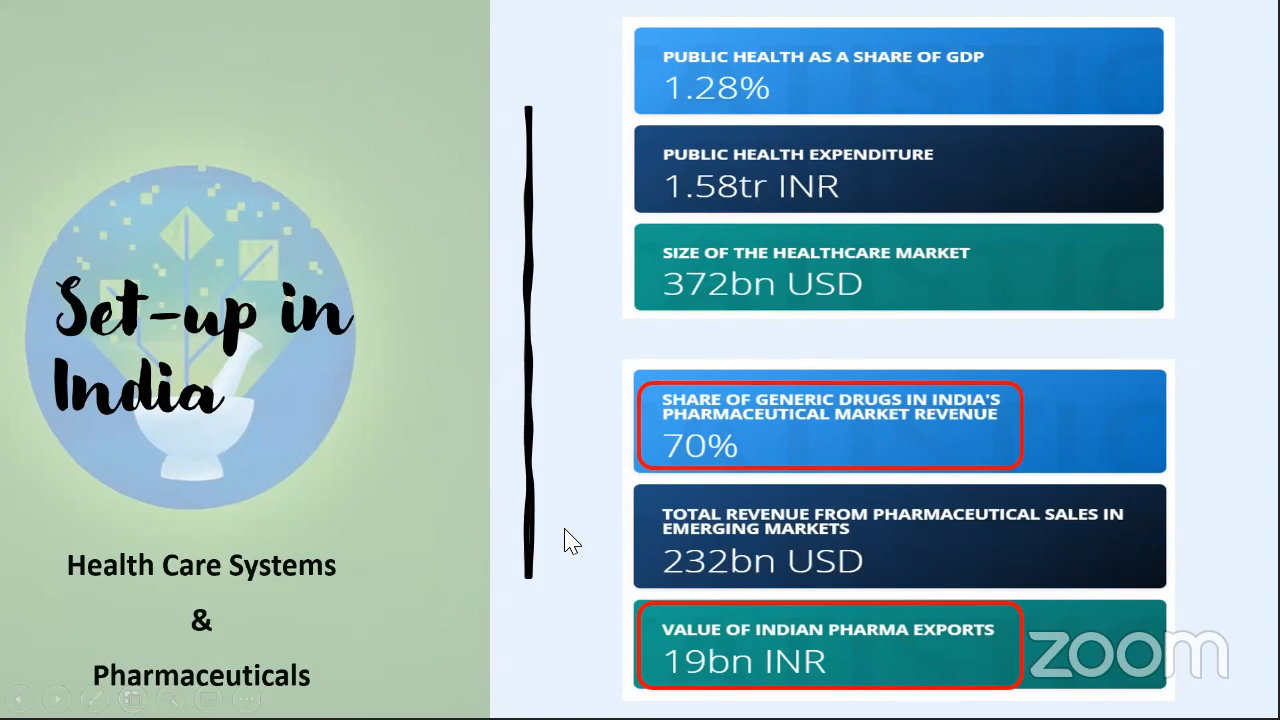 Set-up in
India
Health Care Systems
&
Pharmaceuticals
PUBLIC HEALTH AS A SHARE OF GDP
1.28%
PUBLIC HEALTH EXPENDITURE
1.58tr INR
SIZE OF THE HEALTHCARE MARKET
372bn USD
SHARE OF GENERIC DRUGS IN INDIA'S
PHARMACEUTICAL MARKET REVENUE
70%
TOTAL REVENUE FROM PHARMACEUTICAL SALES IN
EMERGING MARKETS
232bn USD
VALUE OF INDIAN PHARMA EXPORTS
19bn INR
zoom